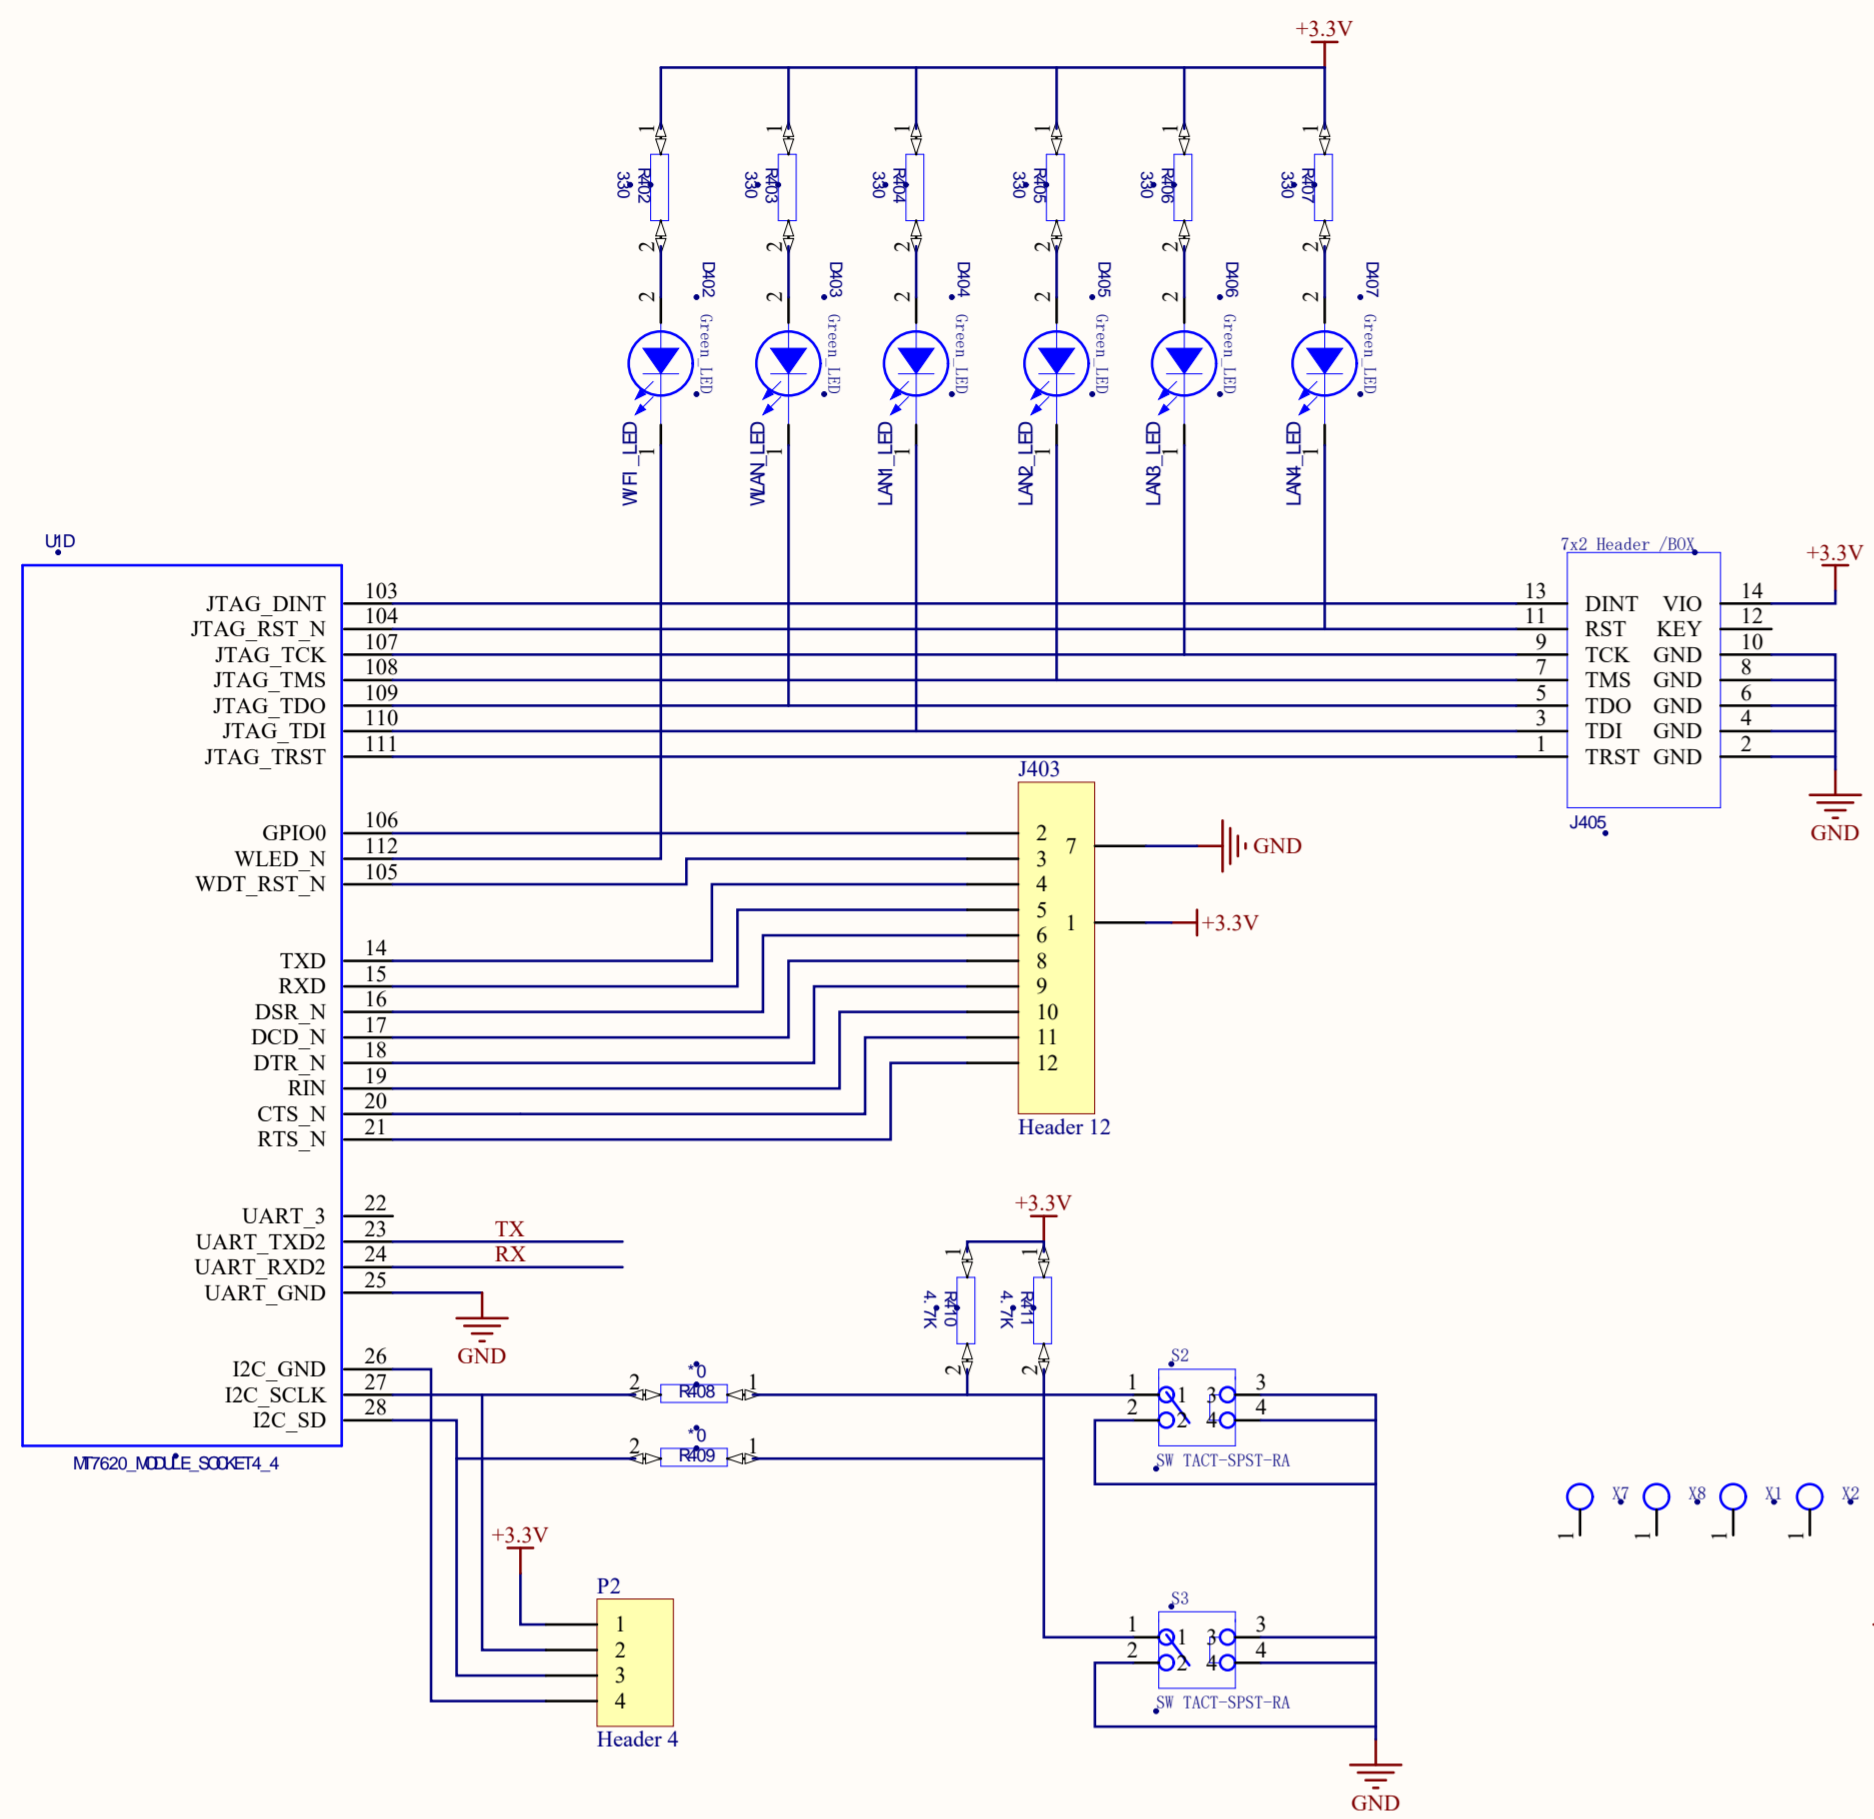 +3.3V
1 1 1 1 1 1
R402 330 R403 330 R404 330 R405 330 R406 330 R407 330
2 2 2 2 2 2
D402 D403 D404 D405 D406 D407
2 2 2 2 2 2
Green_LED Green_LED Green_LED Green_LED Green_LED Green_LED
1 1 1 1 1 1
WIFI_LED WAN_LED LAN1_LED LAN2_LED LAN3_LED LAN4_LED
U1D
JTAG_DINT 103
JTAG_RST_N 104
JTAG_TCK 107
JTAG_TMS 108
JTAG_TDO 109
JTAG_TDI 110
JTAG_TRST 111
GPIO0 106
WLED_N 112
WDT_RST_N 105
TXD 14
RXD 15
DSR_N 16
DCD_N 17
DTR_N 18
RIN 19
CTS_N 20
RTS_N 21
UART_3 22
UART_TXD2 23 TX
UART_RXD2 24 RX
UART_GND 25
GND
I2C_GND 26
I2C_SCLK 27
I2C_SD 28
MT7620_MODULE_SOCKET4_4
7x2 Header /BOX
+3.3V
13 DINT VIO 14
11 RST KEY 12
9 TCK GND 10
7 TMS GND 8
5 TDO GND 6
3 TDI GND 4
1 TRST GND 2
J405
GND
J403
2
7 GND
3
4
5
1 +3.3V
6
8
9
10
11
12
Header 12
+3.3V
1 1
R410 4.7K R411 4.7K
2 2
*0
2 R408 1
*0
2 R409 1
S2
1 1 3 3
2 2 4 4
SW TACT-SPST-RA
X7 X8 X1 X2
1 1 1 1
+3.3V
P2
1
2
3
4
Header 4
S3
1 1 3 3
2 2 4 4
SW TACT-SPST-RA
GND